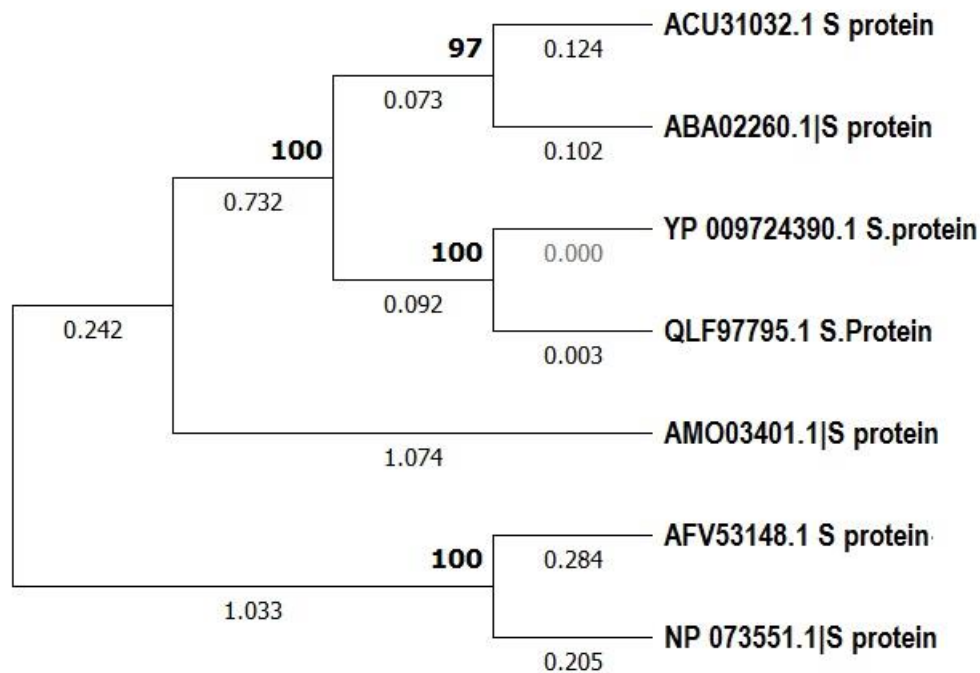 ACU31032.1 S protein
97
0.124
0.073
ABA02260.1|S protein
100
0.102
0.732
YP 009724390.1 S.protein
100
0.000
0.092
0.242
QLF97795.1 S.Protein
0.003
AMO03401.1|S protein
1.074
AFV53148.1 S protein
100
0.284
1.033
NP 073551.1|S protein
0.205